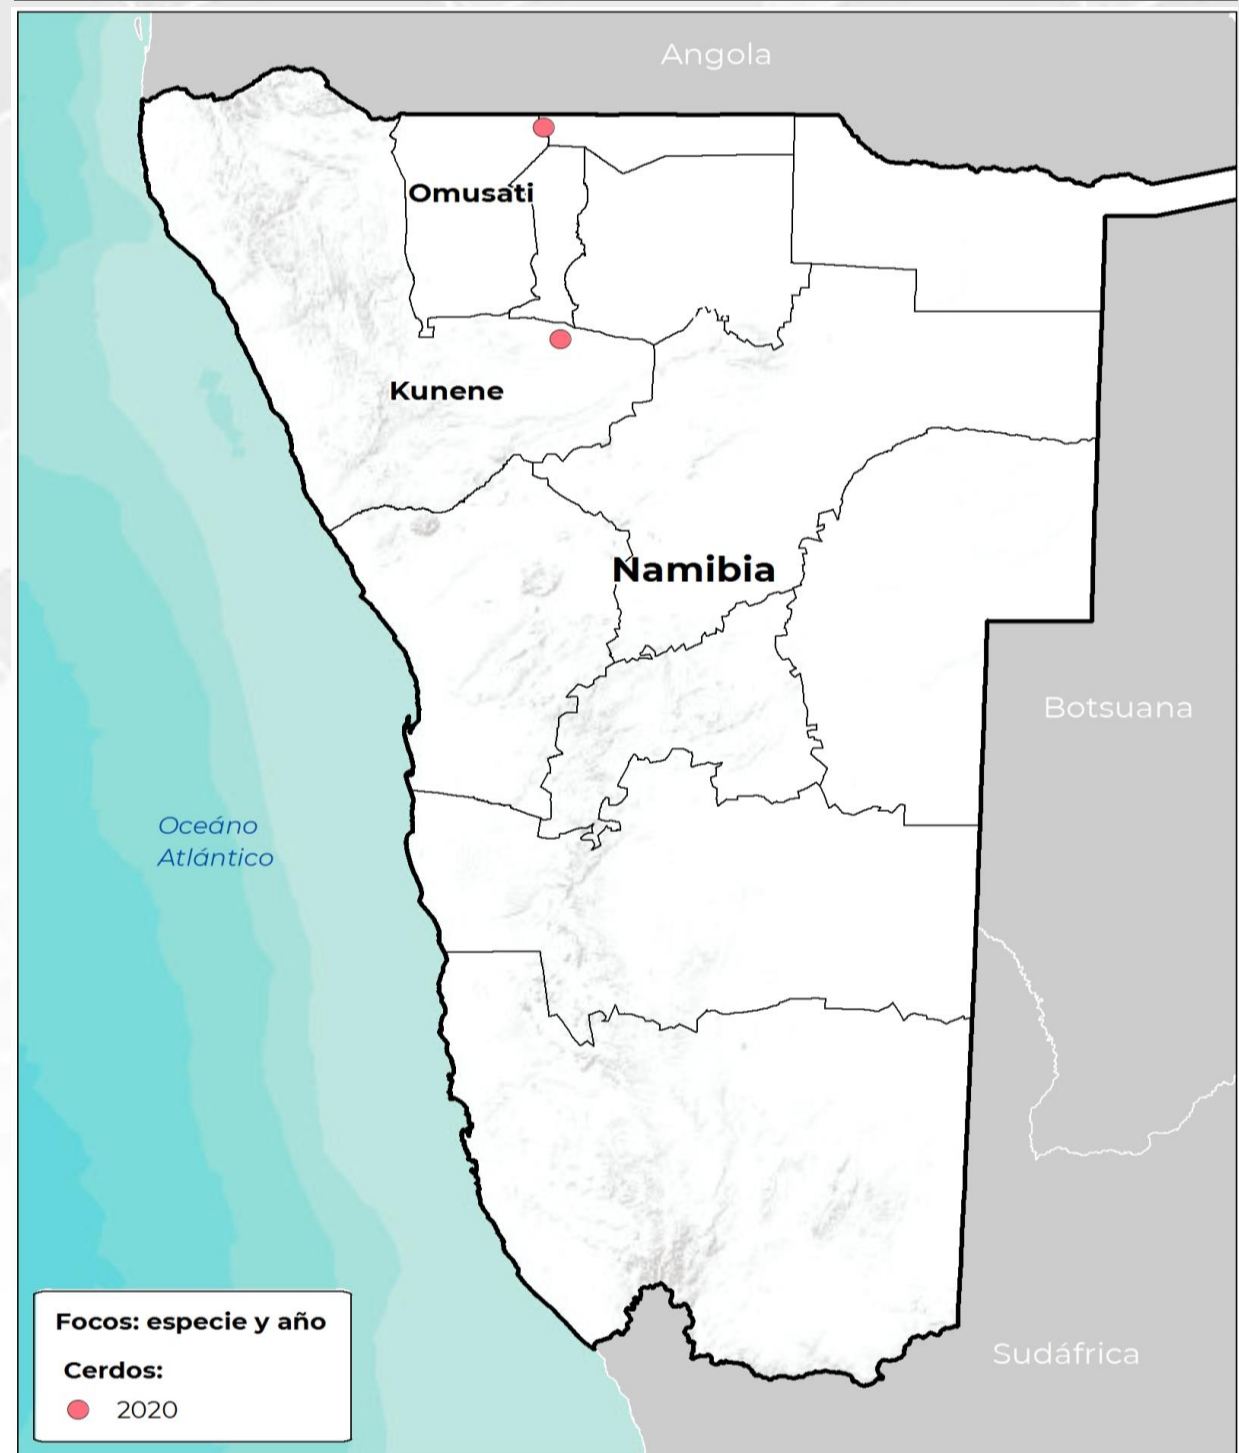 Angola
Omusati
Kunene
Namibia
Botsuana
Oceáno
Atlántico
Sudáfrica
Focos: especie y año
Cerdos:
2020